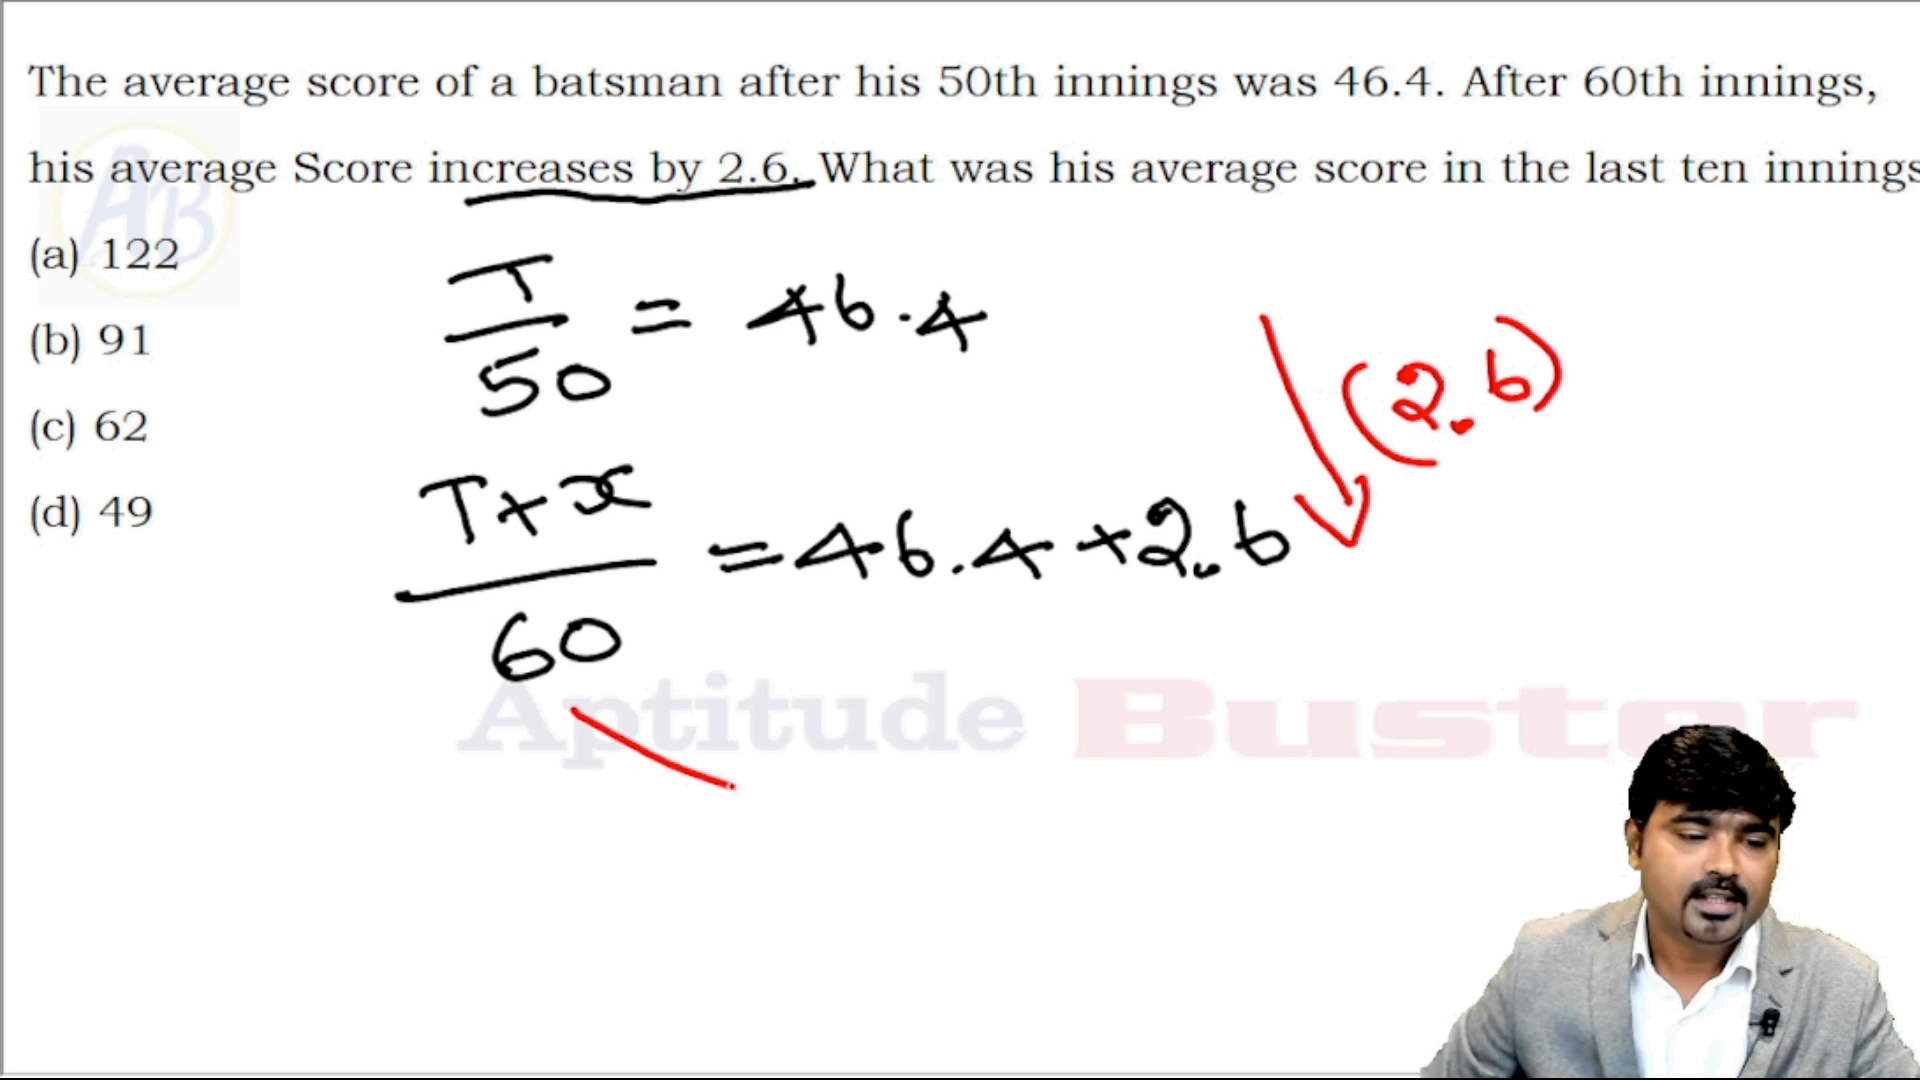 The average score of a batsman after his 50th innings was 46.4. After 60th innings,
his average Score increases by 2.6. What was his average score in the last ten innings
(a) 122
(b) 91
(c) 62
(d) 49
T/50 = 46.4
(2.6)
T+x/60 = 46.4+2.6
Aptitude Buster
AB